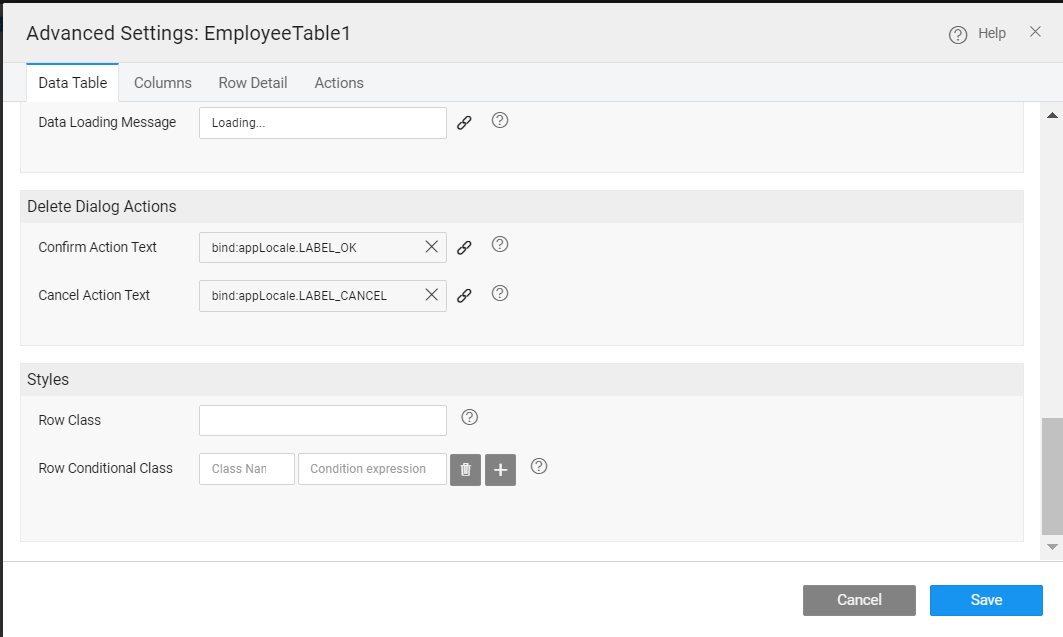 Advanced Settings: EmployeeTable1
Help
Data Table Columns Row Detail Actions
Data Loading Message Loading...
Delete Dialog Actions
Confirm Action Text bind:appLocale.LABEL_OK
Cancel Action Text bind:appLocale.LABEL_CANCEL
Styles
Row Class
Row Conditional Class Class Nan Condition expression
Cancel Save